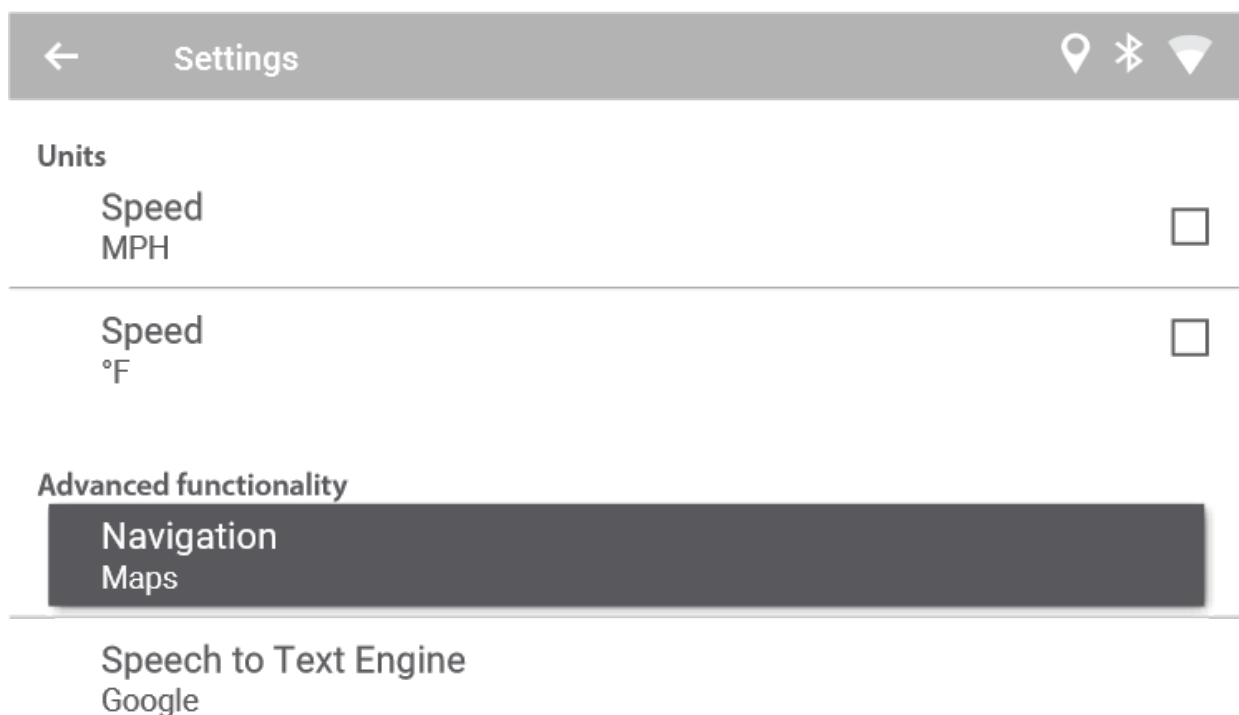 Settings
Units
Speed
MPH
Speed
°F
Advanced functionality
Navigation
Maps
Speech to Text Engine
Google